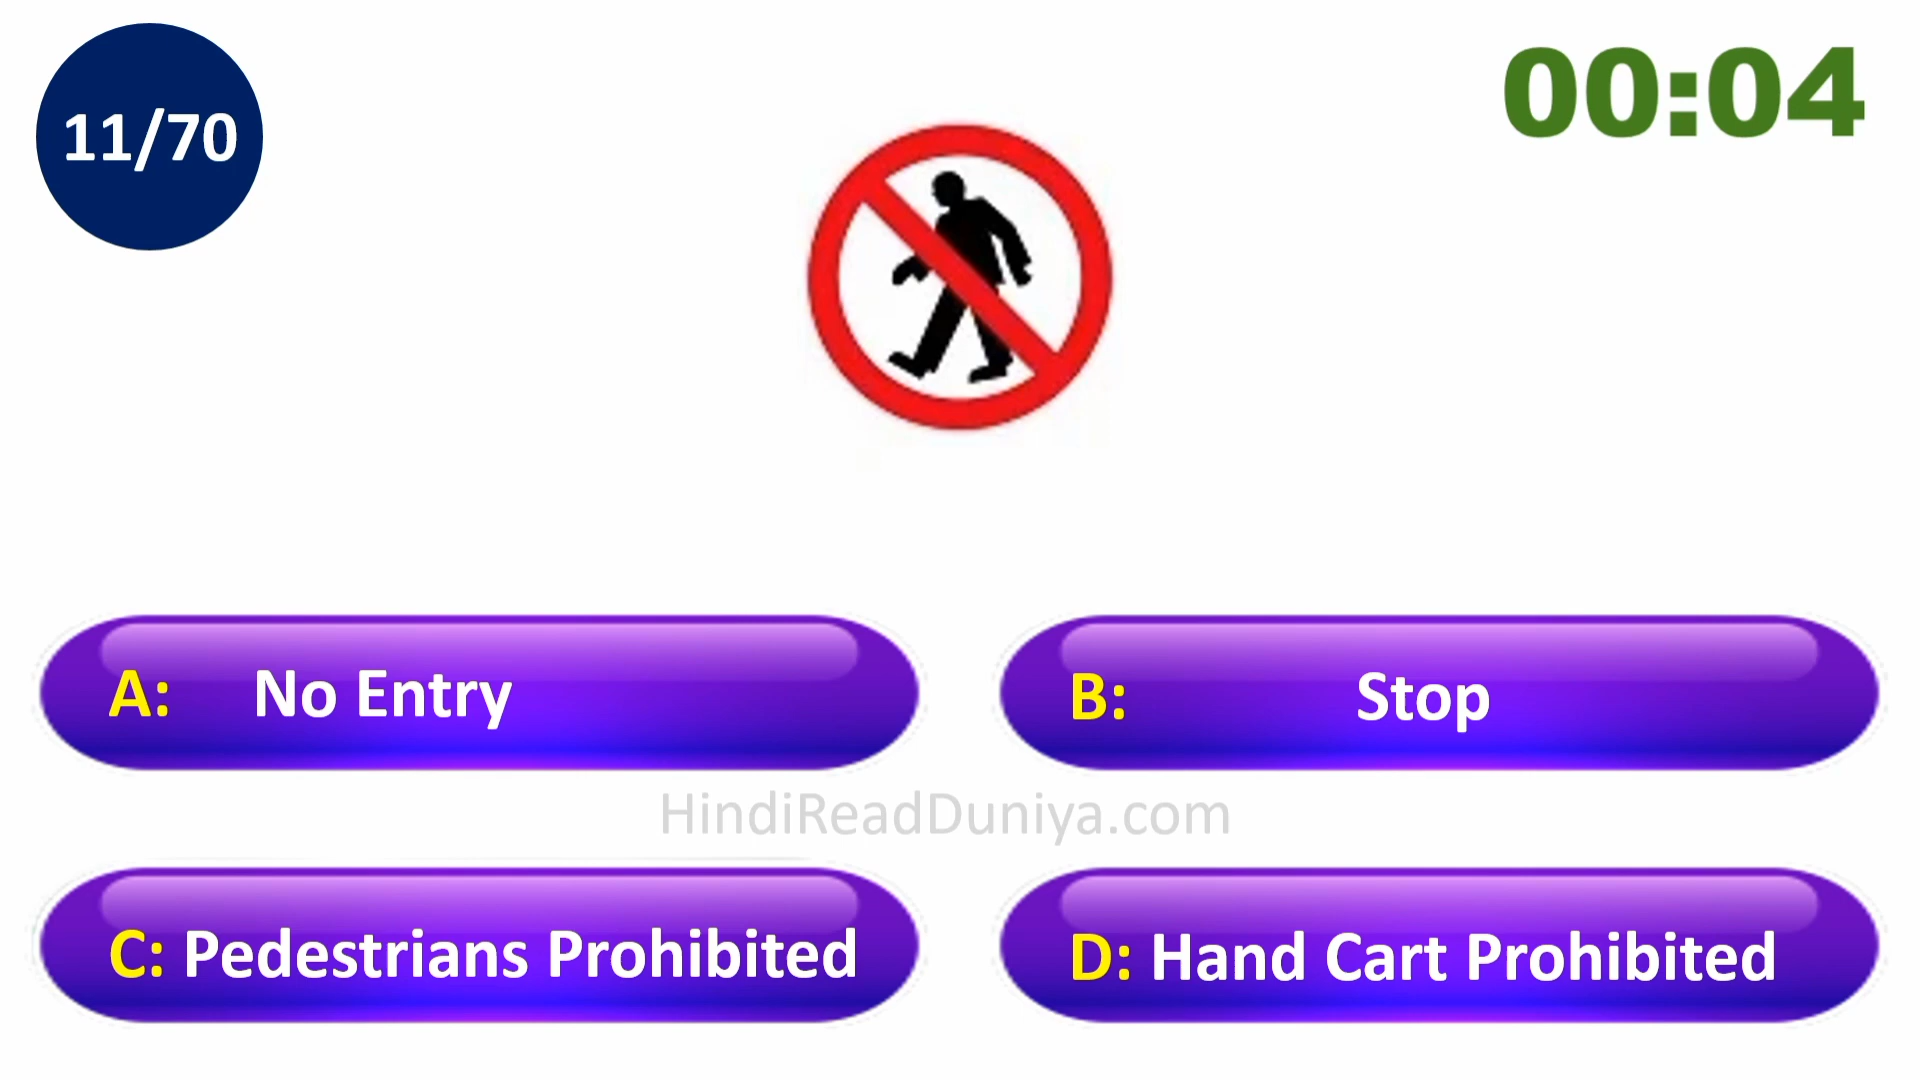 11/70
00:04
A: No Entry
B: Stop
HindiReadDuniya.com
C: Pedestrians Prohibited
D: Hand Cart Prohibited